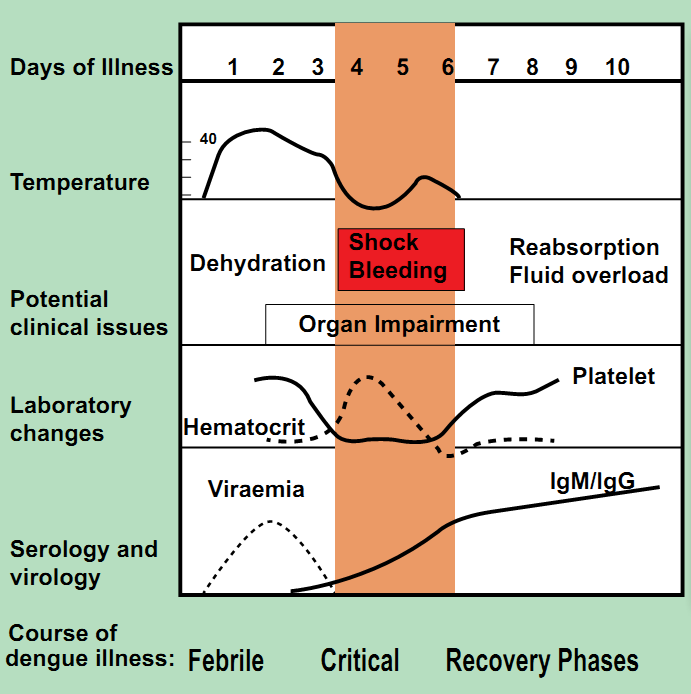 Days of Illness 1 2 3 4 5 6 7 8 9 10
40
Temperature
Dehydration
Shock
Bleeding
Reabsorption
Fluid overload
Potential
clinical issues
Organ Impairment
Laboratory
changes
Hematocrit
Platelet
Viraemia
IgM/IgG
Serology and
virology
Course of
dengue illness: Febrile Critical Recovery Phases